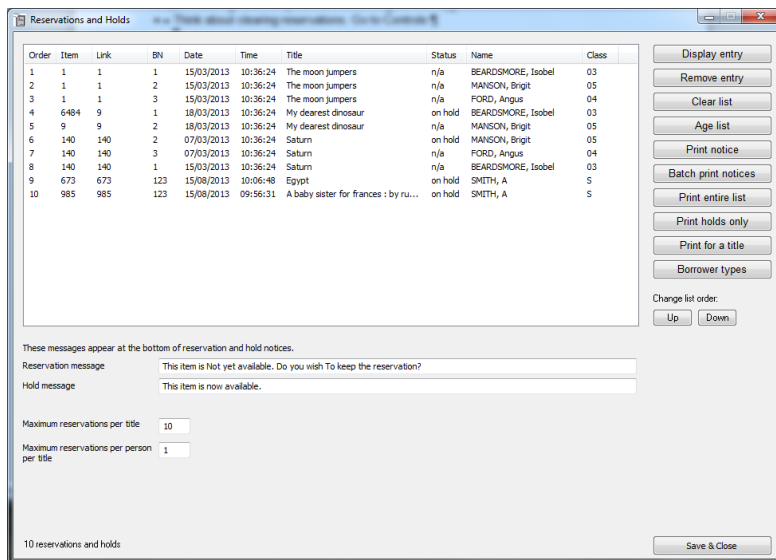 Think about clearing reservations. Go to Controls ¶
Reservations and Holds
Order Item Link BN Date Time Title Status Name Class
1 1 1 1 15/03/2013 10:36:24 The moon jumpers n/a BEARDSMORE, Isobel 03
2 1 1 2 15/03/2013 10:36:24 The moon jumpers n/a MANSON, Brigit 05
3 1 1 3 15/03/2013 10:36:24 The moon jumpers n/a FORD, Angus 04
4 6484 9 1 18/03/2013 10:36:24 My dearest dinosaur on hold BEARDSMORE, Isobel 03
5 9 9 2 18/03/2013 10:36:24 My dearest dinosaur n/a MANSON, Brigit 05
6 140 140 2 07/03/2013 10:36:24 Saturn on hold MANSON, Brigit 05
7 140 140 3 07/03/2013 10:36:24 Saturn n/a FORD, Angus 04
8 140 140 1 15/03/2013 10:36:24 Saturn n/a BEARDSMORE, Isobel 03
9 673 673 123 15/08/2013 10:06:48 Egypt on hold SMITH, A S
10 985 985 123 15/08/2013 09:56:31 A baby sister for frances : by ru... on hold SMITH, A S
Display entry
Remove entry
Clear list
Age list
Print notice
Batch print notices
Print entire list
Print holds only
Print for a title
Borrower types
Change list order:
Up Down
These messages appear at the bottom of reservation and hold notices.
Reservation message This item is Not yet available. Do you wish To keep the reservation?
Hold message This item is now available.
Maximum reservations per title 10
Maximum reservations per person 1
per title
10 reservations and holds
Save & Close